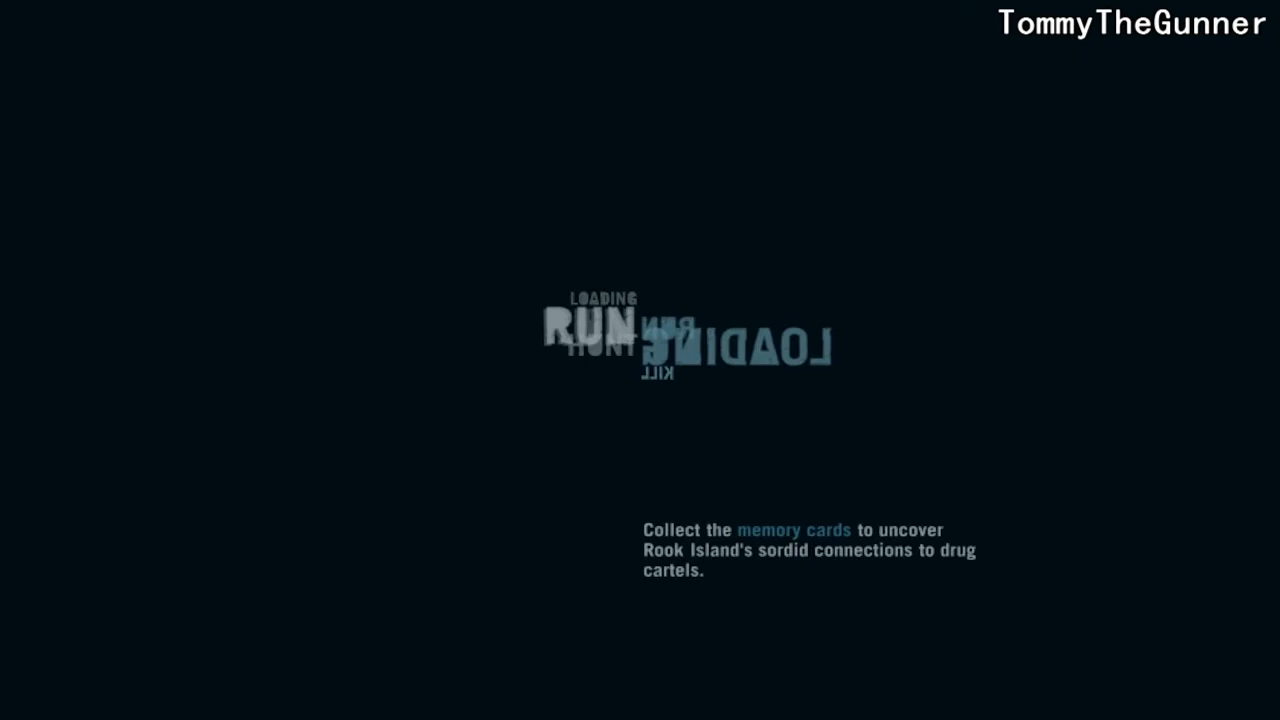 TommyTheGunner
LOADING
RUN
RUN
HUNT
LOADING
KILL
Collect the memory cards to uncover
Rook Island's sordid connections to drug
cartels.